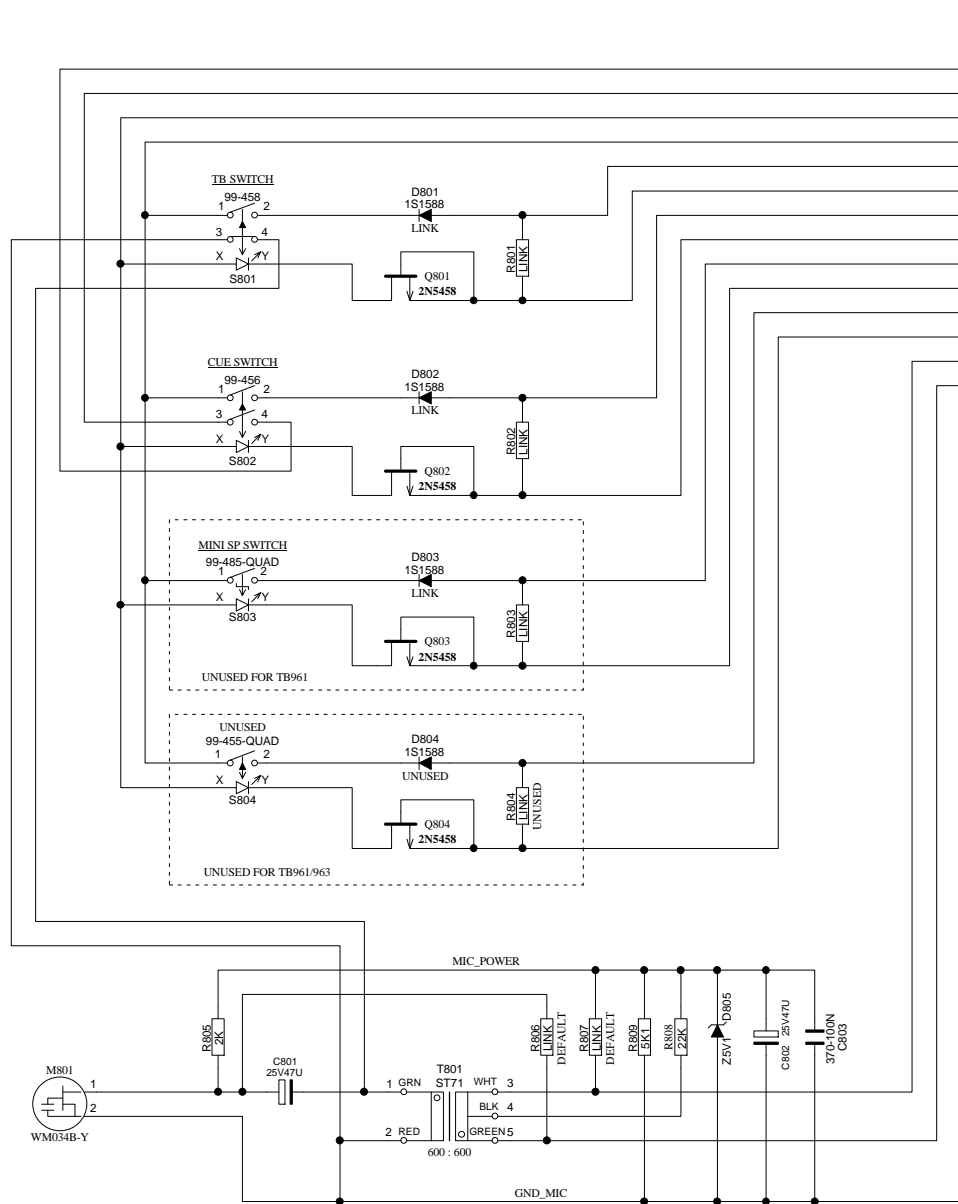 TB SWITCH
99-458
1 2
3 4
X Y
S801
D801
1S1588
LINK
R801
LINK
Q801
2N5458
CUE SWITCH
99-456
1 2
3 4
X Y
S802
D802
1S1588
LINK
R802
LINK
Q802
2N5458
MINI SP SWITCH
99-485-QUAD
1 2
X Y
S803
D803
1S1588
LINK
R803
LINK
Q803
2N5458
UNUSED FOR TB961
UNUSED
99-455-QUAD
1 2
X Y
S804
D804
1S1588
UNUSED
R804
LINK
UNUSED
Q804
2N5458
UNUSED FOR TB961/963
MIC_POWER
R805
2K
R806
LINK
DEFAULT
R807
LINK
DEFAULT
R809
5K1
R808
22K
D805
Z5V1
25V47U
C802
370-100N
C803
M801
1
2
WM034B-Y
C801
25V47U
T801
ST71
1 GRN
2 RED
WHT 3
BLK 4
GREEN 5
600 : 600
GND_MIC